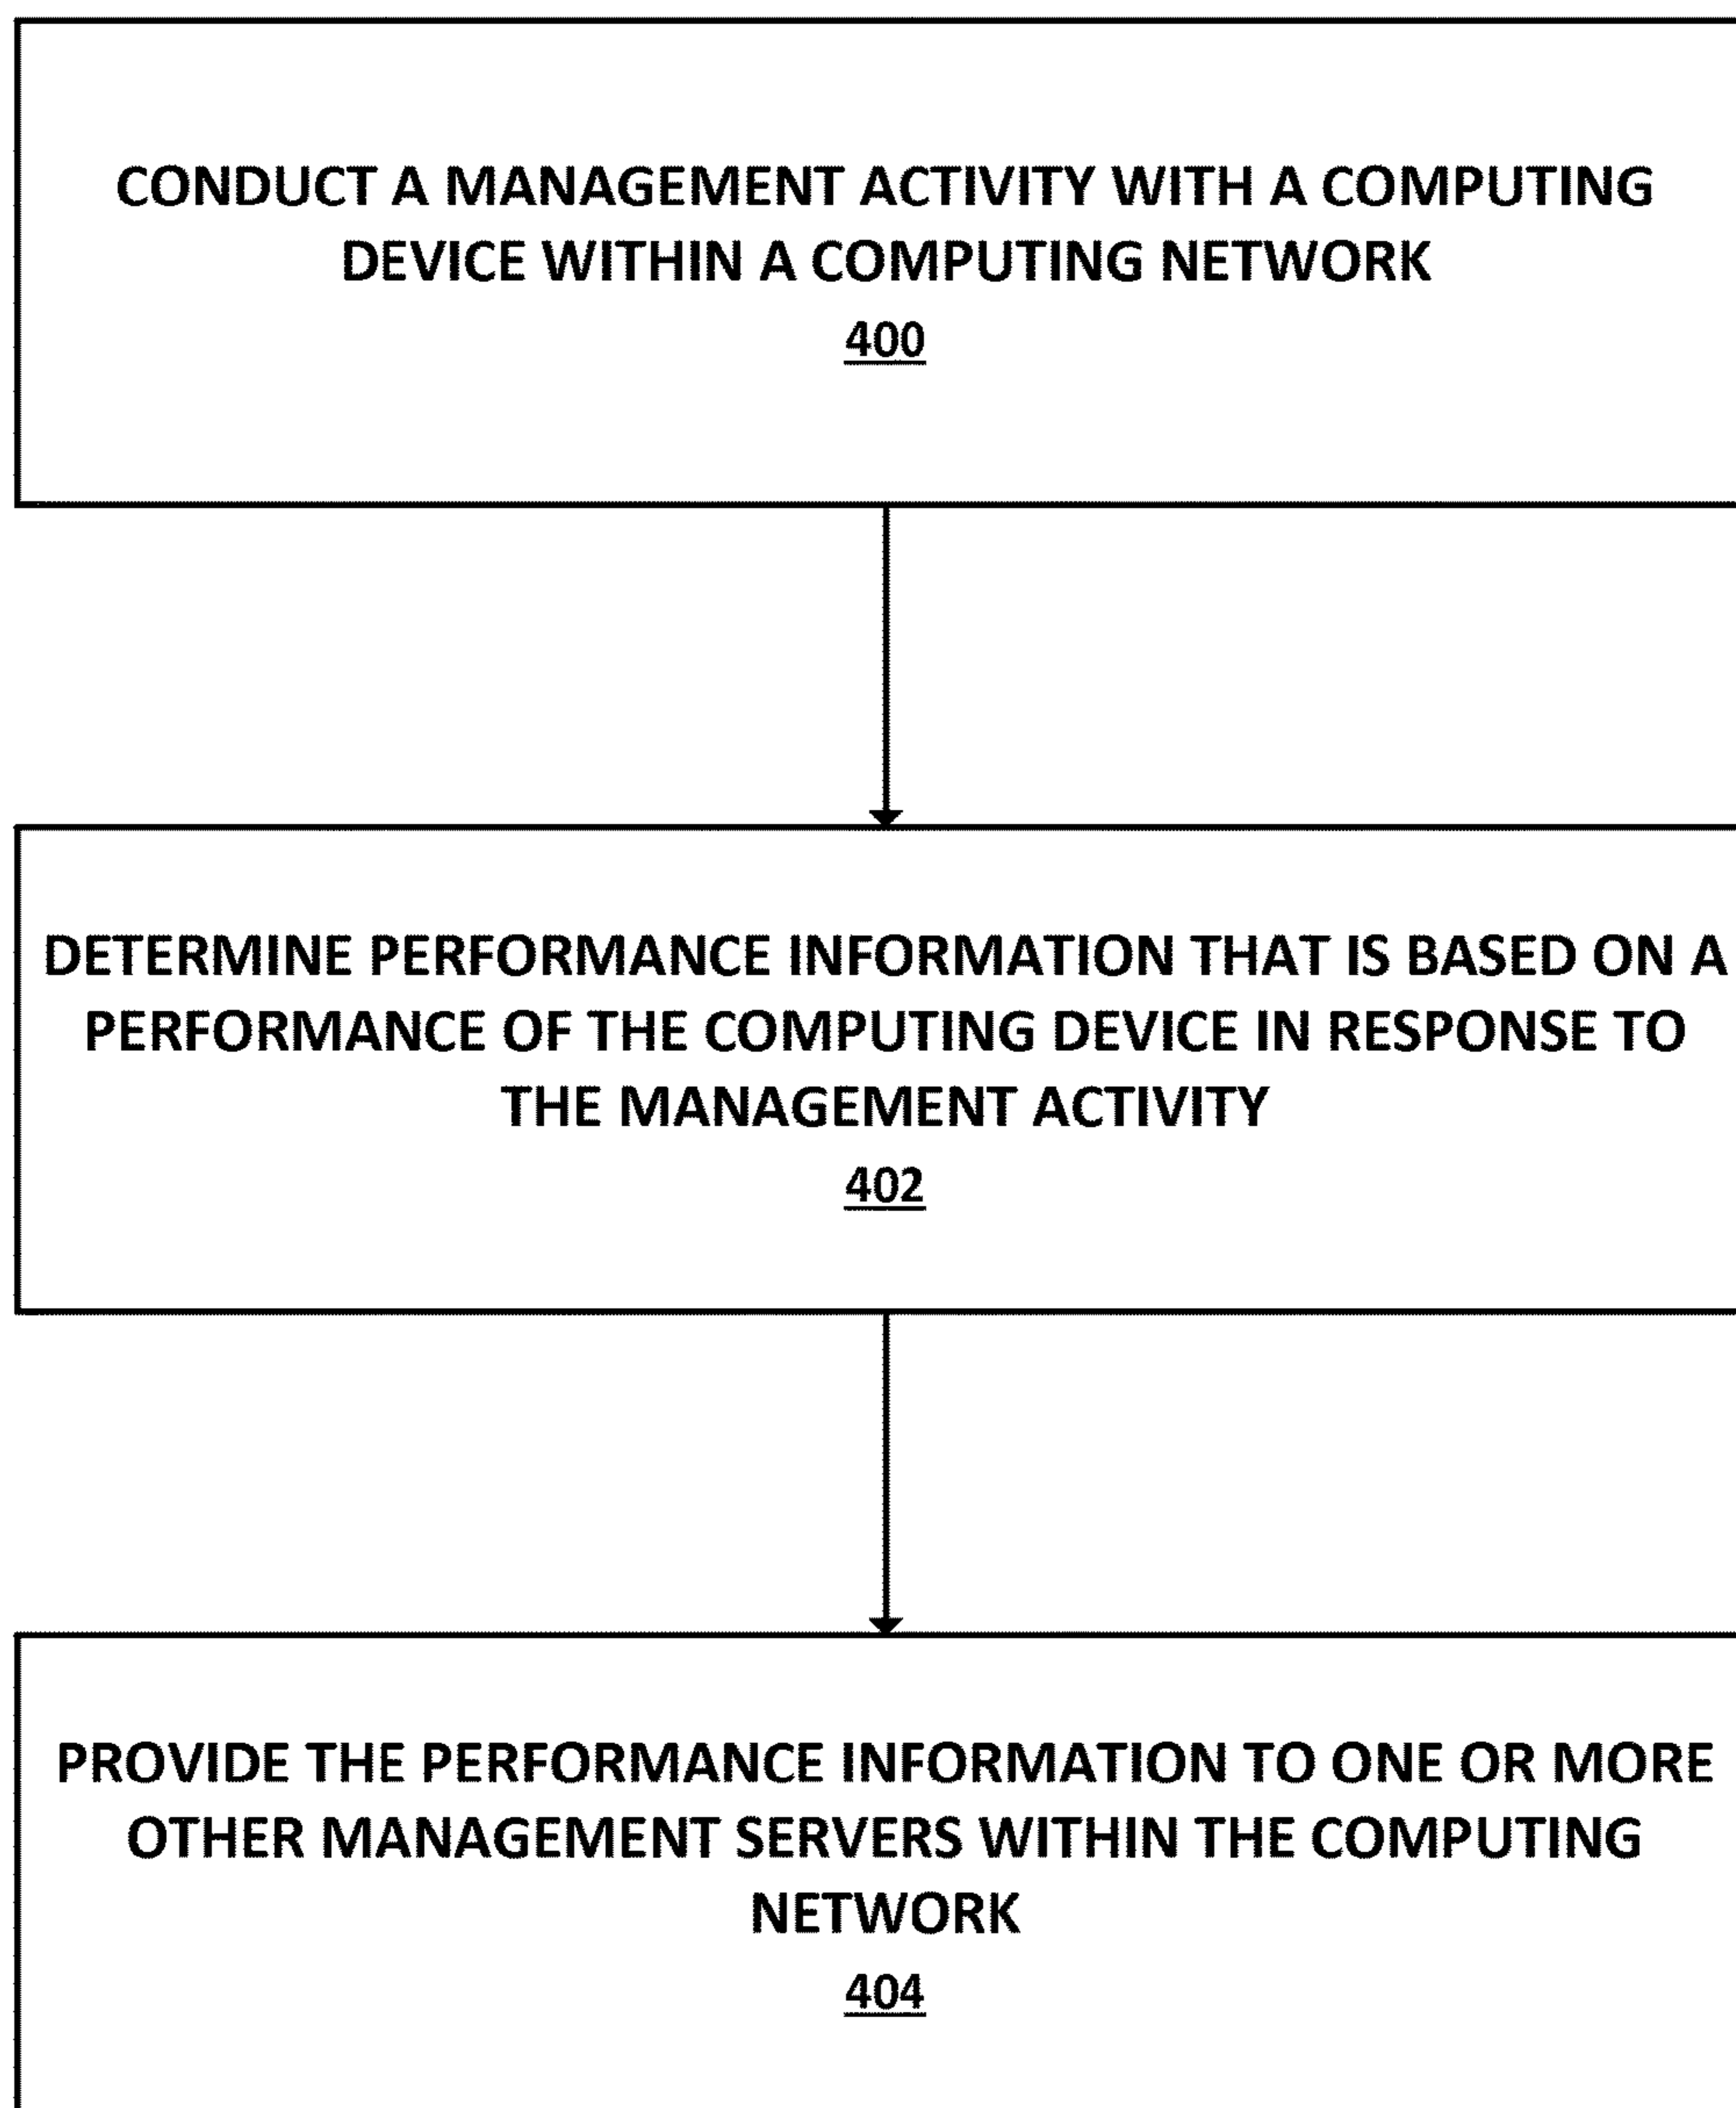 CONDUCT A MANAGEMENT ACTIVITY WITH A COMPUTING
DEVICE WITHIN A COMPUTING NETWORK
400
DETERMINE PERFORMANCE INFORMATION THAT IS BASED ON A
PERFORMANCE OF THE COMPUTING DEVICE IN RESPONSE TO
THE MANAGEMENT ACTIVITY
402
PROVIDE THE PERFORMANCE INFORMATION TO ONE OR MORE
OTHER MANAGEMENT SERVERS WITHIN THE COMPUTING
NETWORK
404